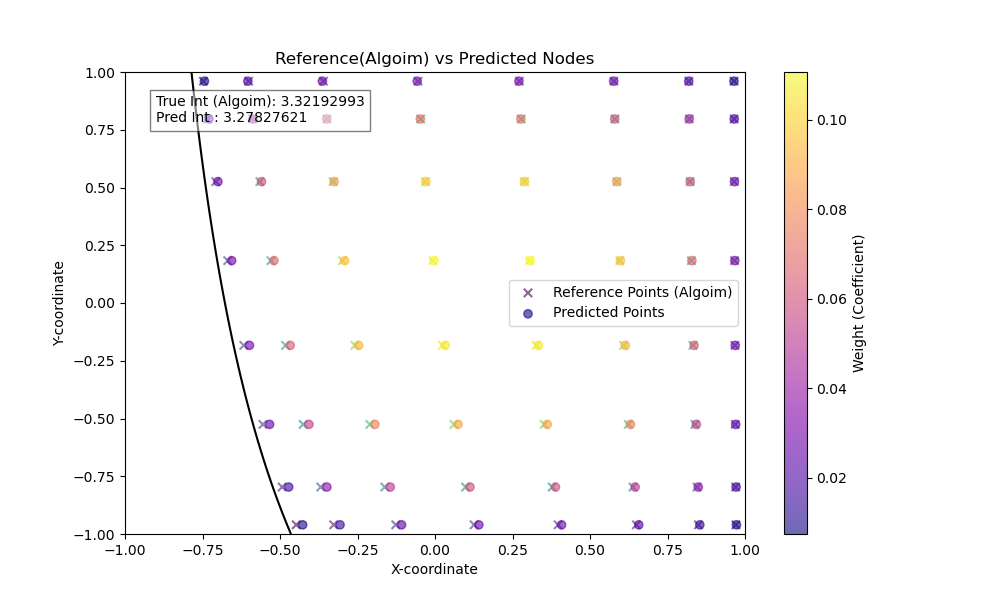 Reference(Algoim) vs Predicted Nodes
True Int (Algoim): 3.32192993
Pred Int : 3.27827621
Reference Points (Algoim)
Predicted Points
1.00
0.75
0.50
0.25
0.00
−0.25
−0.50
−0.75
−1.00
Y-coordinate
−1.00
−0.75
−0.50
−0.25
0.00
0.25
0.50
0.75
1.00
X-coordinate
0.10
0.08
0.06
0.04
0.02
Weight (Coefficient)